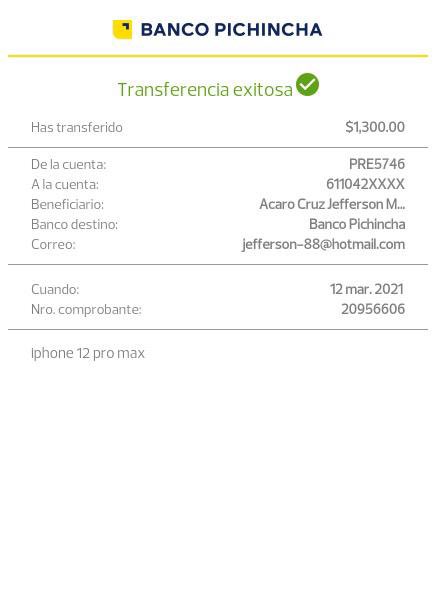 BANCO PICHINCHA
Transferencia exitosa
Has transferido $1,300.00
De la cuenta: PRE5746
A la cuenta: 611042XXXX
Beneficiario: Acaro Cruz Jefferson M...
Banco destino: Banco Pichincha
Correo: jefferson-88@hotmail.com
Cuando: 12 mar. 2021
Nro. comprobante: 20956606
Iphone 12 pro max